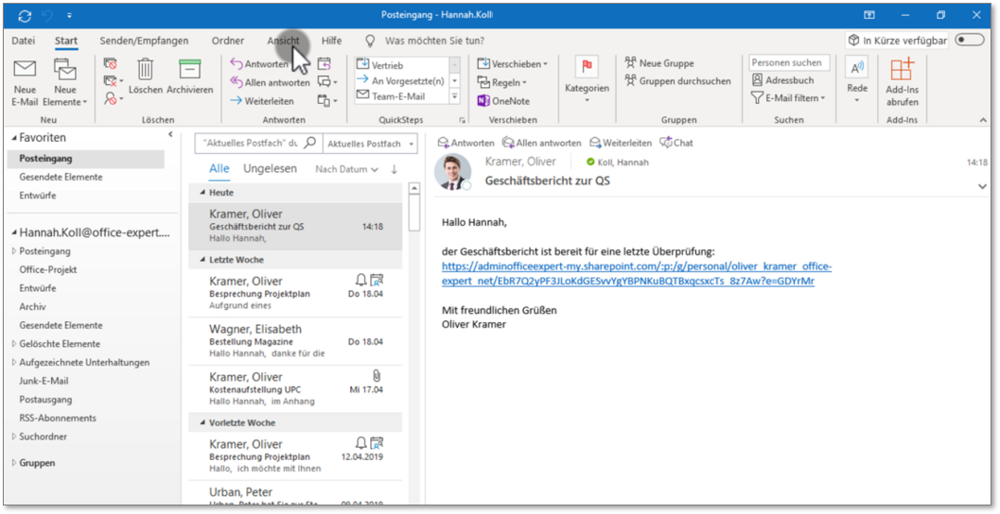 Posteingang - Hannah.Koll
Datei Start Senden/Empfangen Ordner Ansicht Hilfe Was möchten Sie tun? In Kürze verfügbar
Neue E-Mail
Neue Elemente
Neu
Löschen
Archivieren
Löschen
Antworten
Allen antworten
Weiterleiten
Antworten
Vertrieb
An Vorgesetzte(n)
Team-E-Mail
QuickSteps
Verschieben
Regeln
OneNote
Verschieben
Kategorien
Neue Gruppe
Gruppen durchsuchen
Gruppen
Personen suchen
Adressbuch
E-Mail filtern
Suchen
Rede
Add-Ins abrufen
Add-Ins
Favoriten
Posteingang
Gesendete Elemente
Entwürfe
Hannah.Koll@office-expert....
Posteingang
Office-Projekt
Entwürfe
Archiv
Gesendete Elemente
Gelöschte Elemente
Aufgezeichnete Unterhaltungen
Junk-E-Mail
Postausgang
RSS-Abonnements
Suchordner
Gruppen
"Aktuelles Postfach" du Aktuelles Postfach
Alle Ungelesen Nach Datum
Heute
Kramer, Oliver
Geschäftsbericht zur QS 14:18
Hallo Hannah,
Letzte Woche
Kramer, Oliver
Besprechung Projektplan Do 18.04
Aufgrund eines
Wagner, Elisabeth
Bestellung Magazine Do 18.04
Hallo Hannah, danke für die
Kramer, Oliver
Kostenaufstellung UPC Mi 17.04
Hallo Hannah, im Anhang
Vorletzte Woche
Kramer, Oliver
Besprechung Projektplan 12.04.2019
Hallo, ich möchte mit Ihnen
Urban, Peter
Antworten Allen antworten Weiterleiten Chat
Kramer, Oliver Koll, Hannah 14:18
Geschäftsbericht zur QS
Hallo Hannah,
der Geschäftsbericht ist bereit für eine letzte Überprüfung:
https://adminofficeexpert-my.sharepoint.com/:p:/g/personal/oliver_kramer_office-
expert_net/EbR7Q2yPF3JLoKdGESvvYgYBPNKuBQTBxqcsxcTs_8z7Aw?e=GDYrMr
Mit freundlichen Grüßen
Oliver Kramer